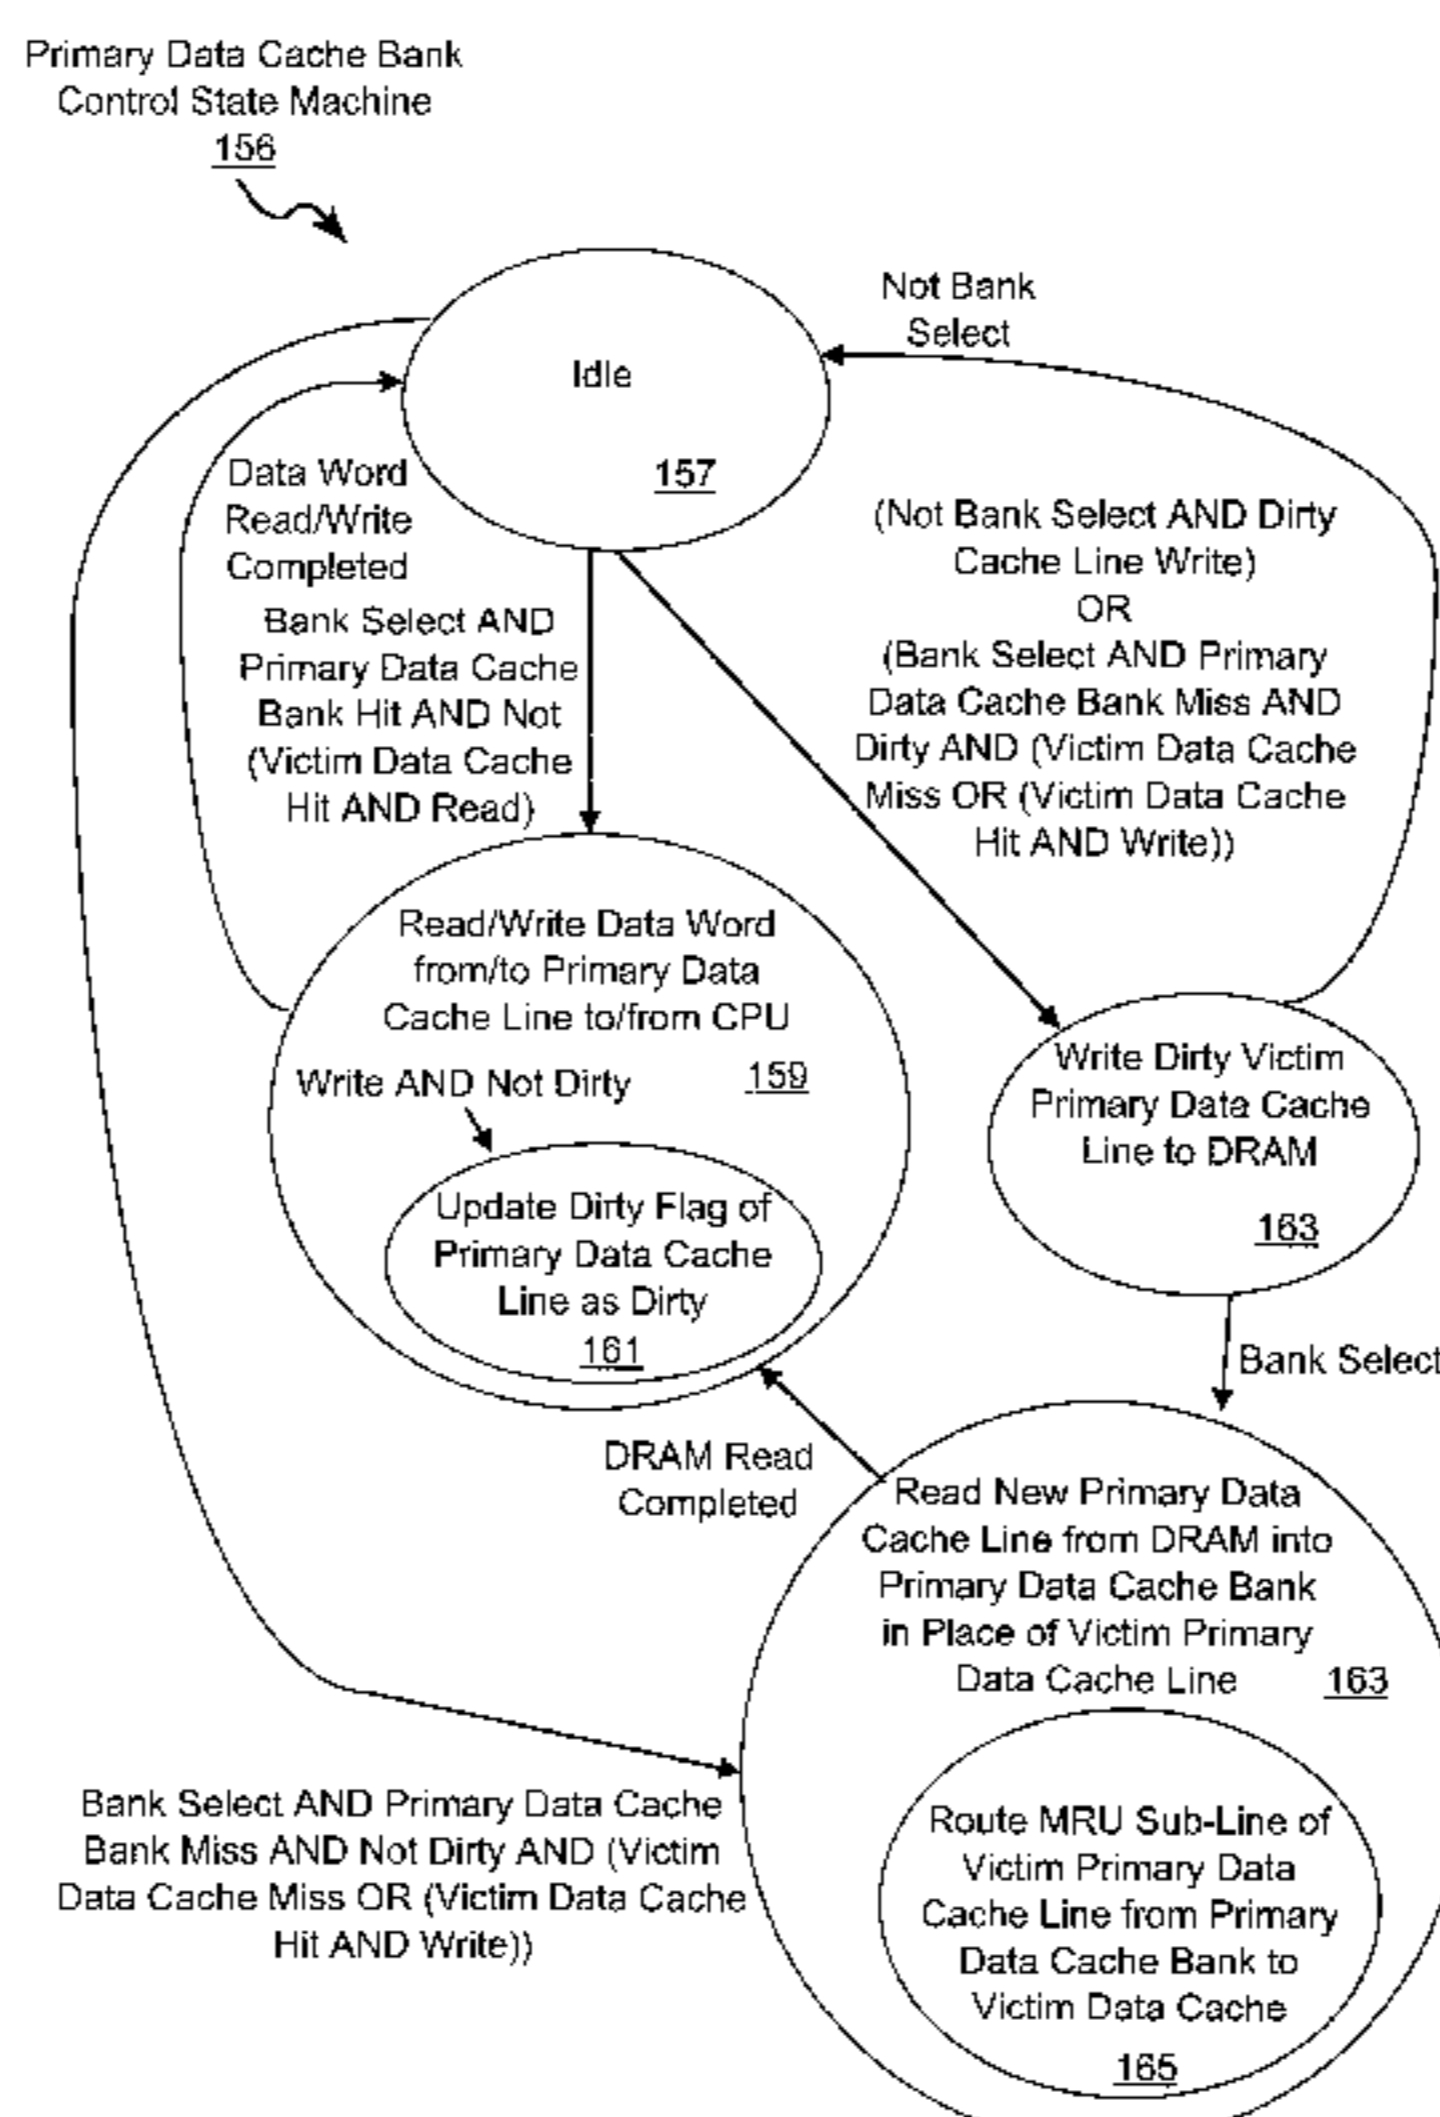 Primary Data Cache Bank
Control State Machine
156
Not Bank
Select
Idle
157
Data Word
Read/Write
Completed
Bank Select AND
Primary Data Cache
Bank Hit AND Not
(Victim Data Cache
Hit AND Read)
(Not Bank Select AND Dirty
Cache Line Write)
OR
(Bank Select AND Primary
Data Cache Bank Miss AND
Dirty AND (Victim Data Cache
Miss OR (Victim Data Cache
Hit AND Write))
Read/Write Data Word
from/to Primary Data
Cache Line to/from CPU
159
Write AND Not Dirty
Update Dirty Flag of
Primary Data Cache
Line as Dirty
161
Write Dirty Victim
Primary Data Cache
Line to DRAM
163
Bank Select
DRAM Read
Completed
Read New Primary Data
Cache Line from DRAM into
Primary Data Cache Bank
in Place of Victim Primary
Data Cache Line
163
Bank Select AND Primary Data Cache
Bank Miss AND Not Dirty AND (Victim
Data Cache Miss OR (Victim Data Cache
Hit AND Write))
Route MRU Sub-Line of
Victim Primary Data
Cache Line from Primary
Data Cache Bank to
Victim Data Cache
165